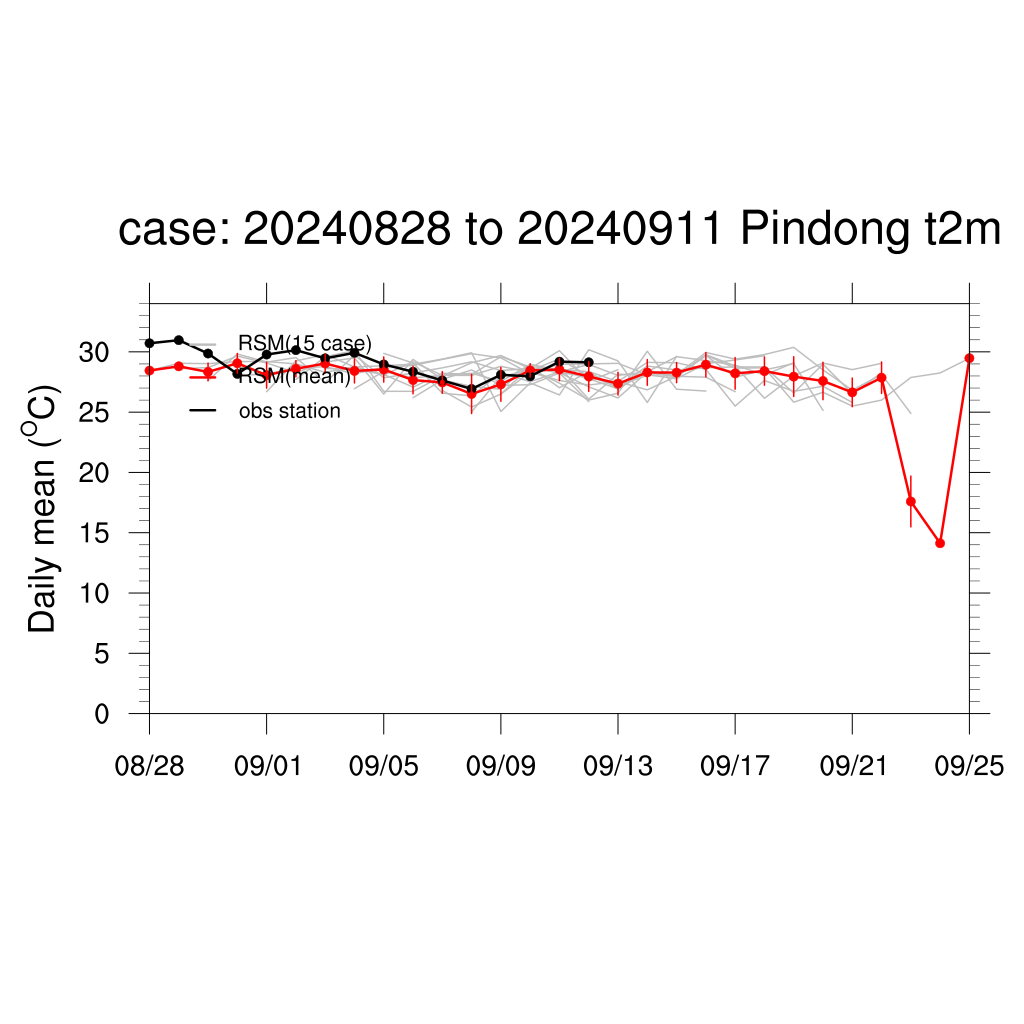 case: 20240828 to 20240911 Pindong t2m
Daily mean (°C)
30
25
20
15
10
5
0
RSM(15 case)
RSM(mean)
obs station
08/28 09/01 09/05 09/09 09/13 09/17 09/21 09/25